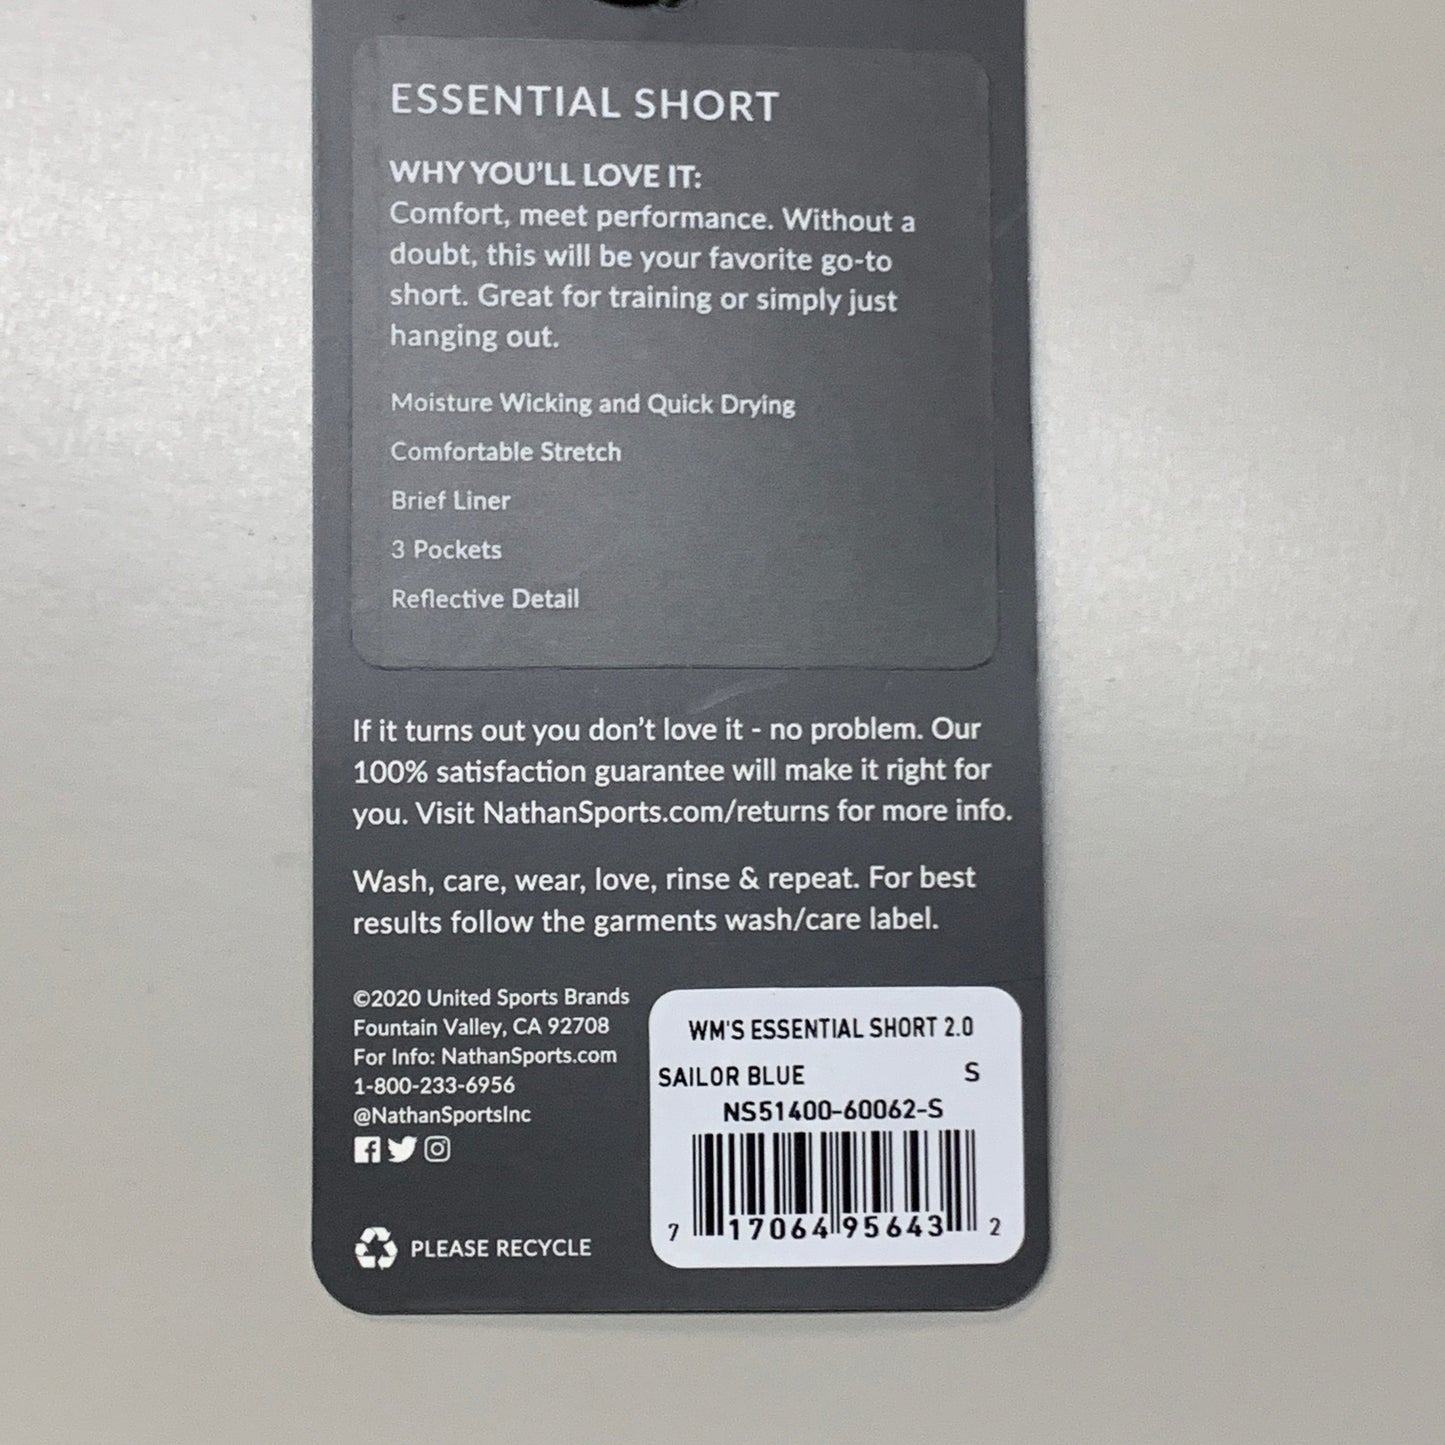 ESSENTIAL SHORT
WHY YOU'LL LOVE IT:
Comfort, meet performance. Without a
doubt, this will be your favorite go-to
short. Great for training or simply just
hanging out.
Moisture Wicking and Quick Drying
Comfortable Stretch
Brief Liner
3 Pockets
Reflective Detail
If it turns out you don't love it - no problem. Our
100% satisfaction guarantee will make it right for
you. Visit NathanSports.com/returns for more info.
Wash, care, wear, love, rinse & repeat. For best
results follow the garments wash/care label.
©2020 United Sports Brands
Fountain Valley, CA 92708
For Info: NathanSports.com
1-800-233-6956
@NathanSportsInc
PLEASE RECYCLE
WM'S ESSENTIAL SHORT 2.0
SAILOR BLUE S
NS51400-60062-S
7 17064 95643 2